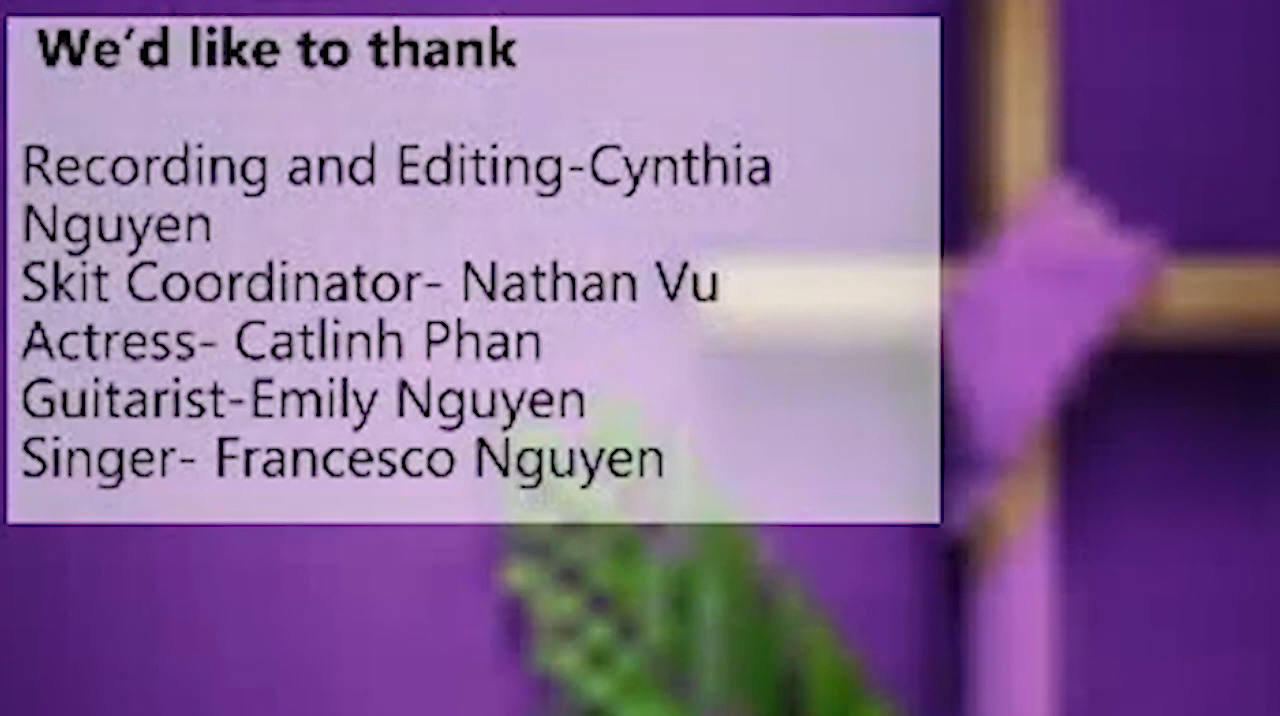 We'd like to thank
Recording and Editing-Cynthia
Nguyen
Skit Coordinator- Nathan Vu
Actress- Catlinh Phan
Guitarist-Emily Nguyen
Singer- Francesco Nguyen